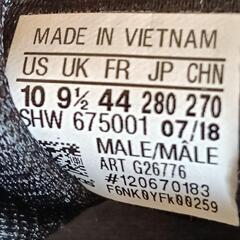 MADE IN VIETNAM
US UK FR JP CHN
10 9½ 44 280 270
SHW 675001 07/18
MALE/MÂLE
ART G26776
#120670183
F6NK0YFk00259